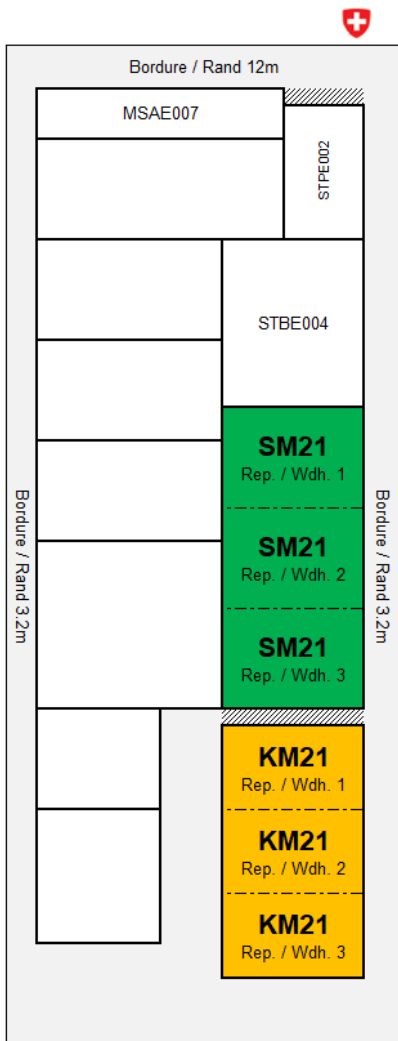 Bordure / Rand 12m
MSAE007
STPE002
STBE004
SM21
Rep. / Wdh. 1
SM21
Rep. / Wdh. 2
Bordure / Rand 3.2m
Bordure / Rand 3.2m
SM21
Rep. / Wdh. 3
KM21
Rep. / Wdh. 1
KM21
Rep. / Wdh. 2
KM21
Rep. / Wdh. 3